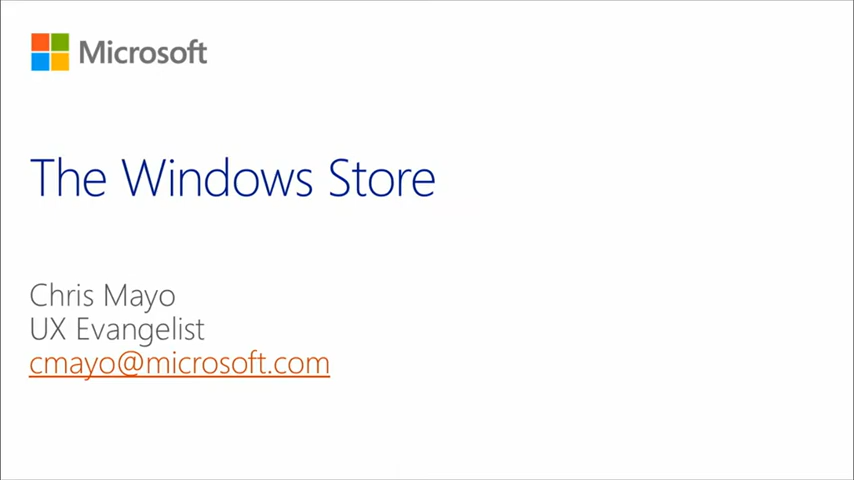 Microsoft
The Windows Store
Chris Mayo
UX Evangelist
cmayo@microsoft.com